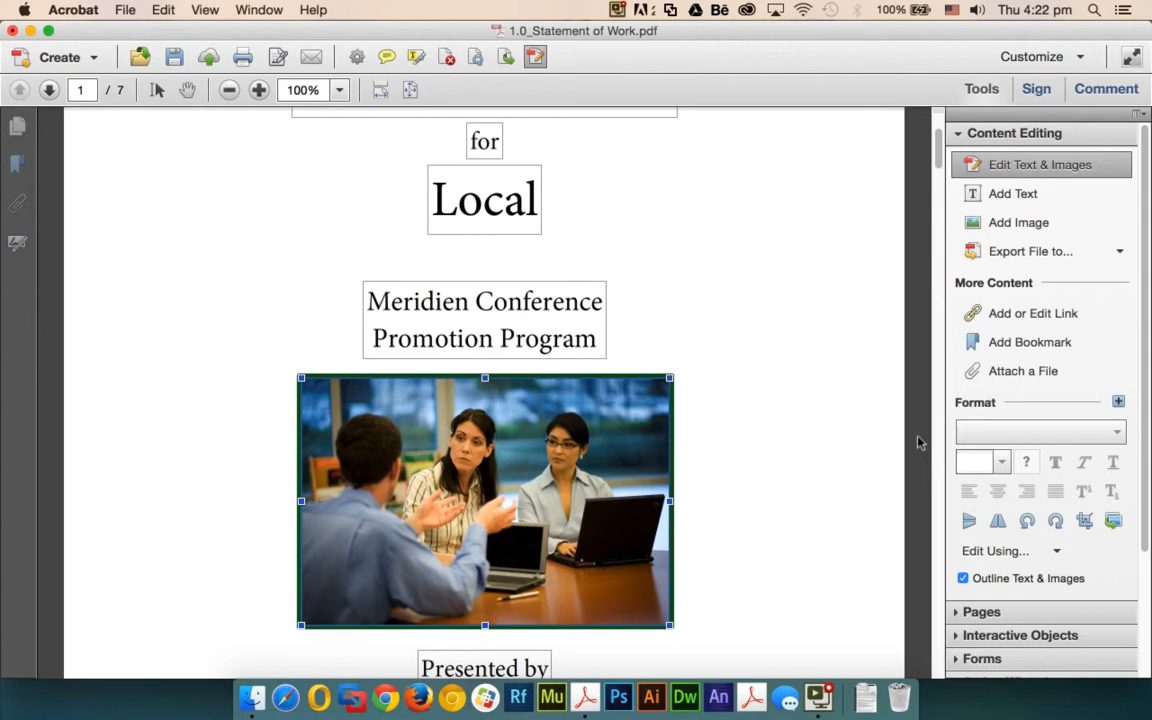 Acrobat File Edit View Window Help
100% Thu 4:22 pm
1.0_Statement of Work.pdf
Create
Customize
1 / 7
100%
Tools Sign Comment
for
Local
Meridien Conference
Promotion Program
Presented by
Content Editing
Edit Text & Images
T Add Text
Add Image
Export File to...
More Content
Add or Edit Link
Add Bookmark
Attach a File
Format
? T T T
T T
Edit Using...
Outline Text & Images
Pages
Interactive Objects
Forms
Rf Mu Ps Ai Dw An